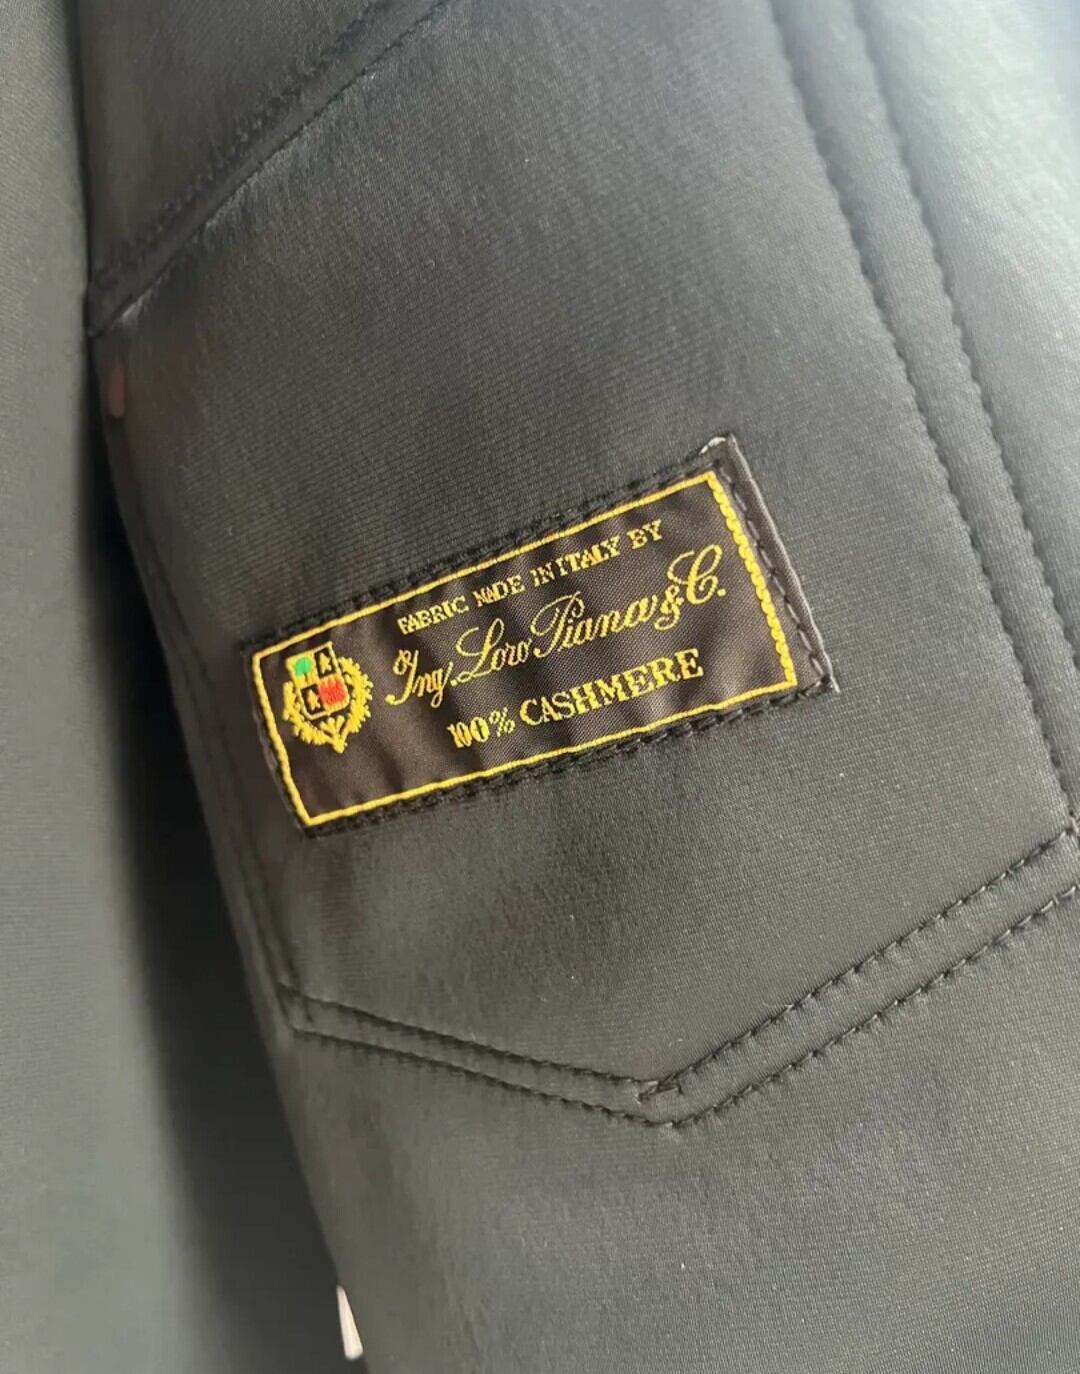 FABRIC MADE IN ITALY BY
Ing. Loro Piana & C.
100% CASHMERE